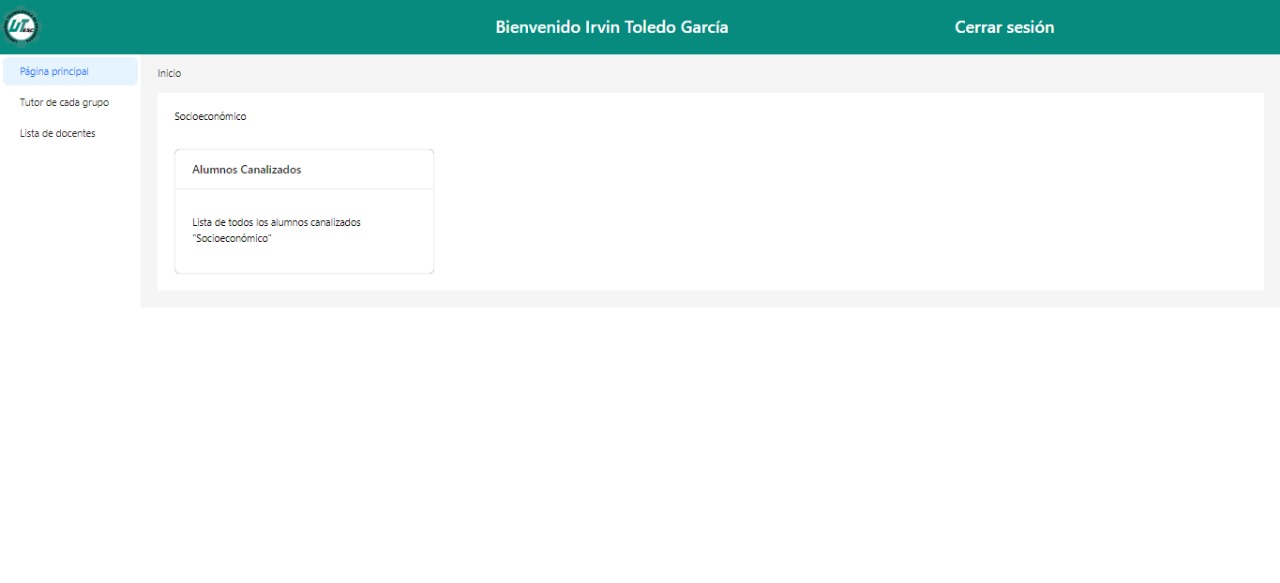 Bienvenido Irvin Toledo García
Cerrar sesión
Página principal
Tutor de cada grupo
Lista de docentes
Inicio
Socioeconómico
Alumnos Canalizados
Lista de todos los alumnos canalizados
"Socioeconómico"